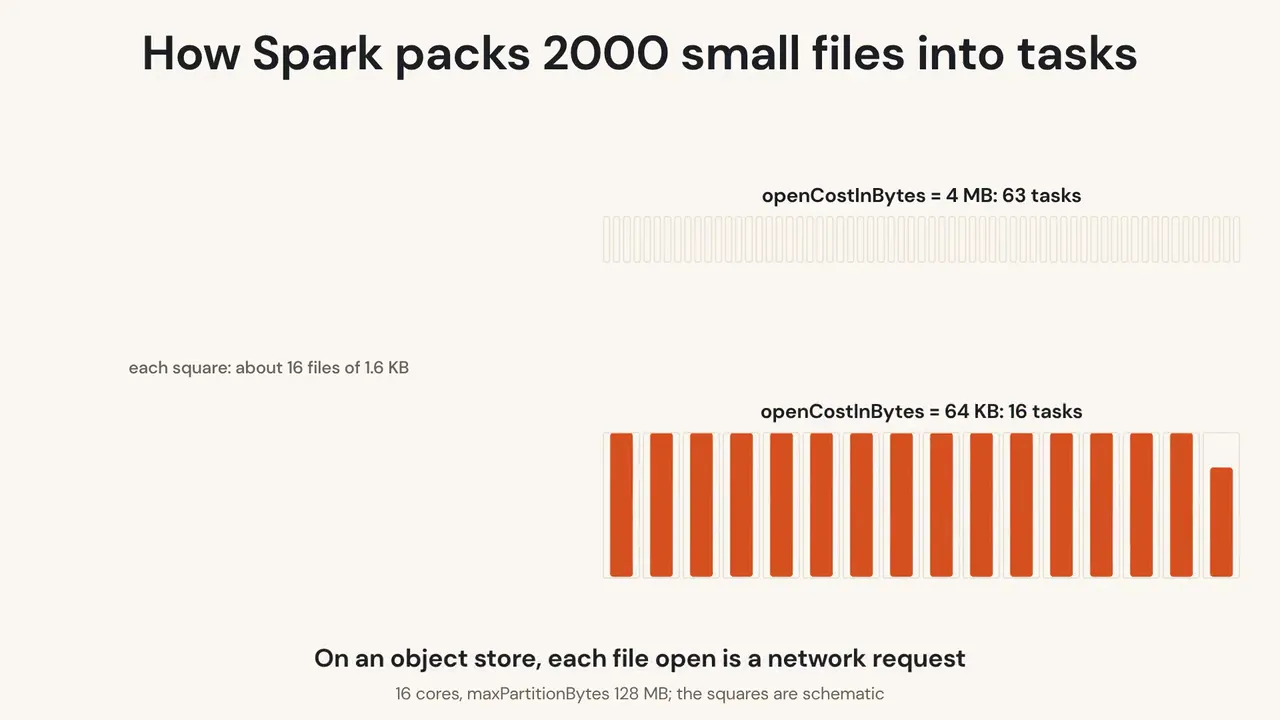 How Spark packs 2000 small files into tasks
openCostInBytes = 4 MB: 63 tasks
each square: about 16 files of 1.6 KB
openCostInBytes = 64 KB: 16 tasks
On an object store, each file open is a network request
16 cores, maxPartitionBytes 128 MB; the squares are schematic